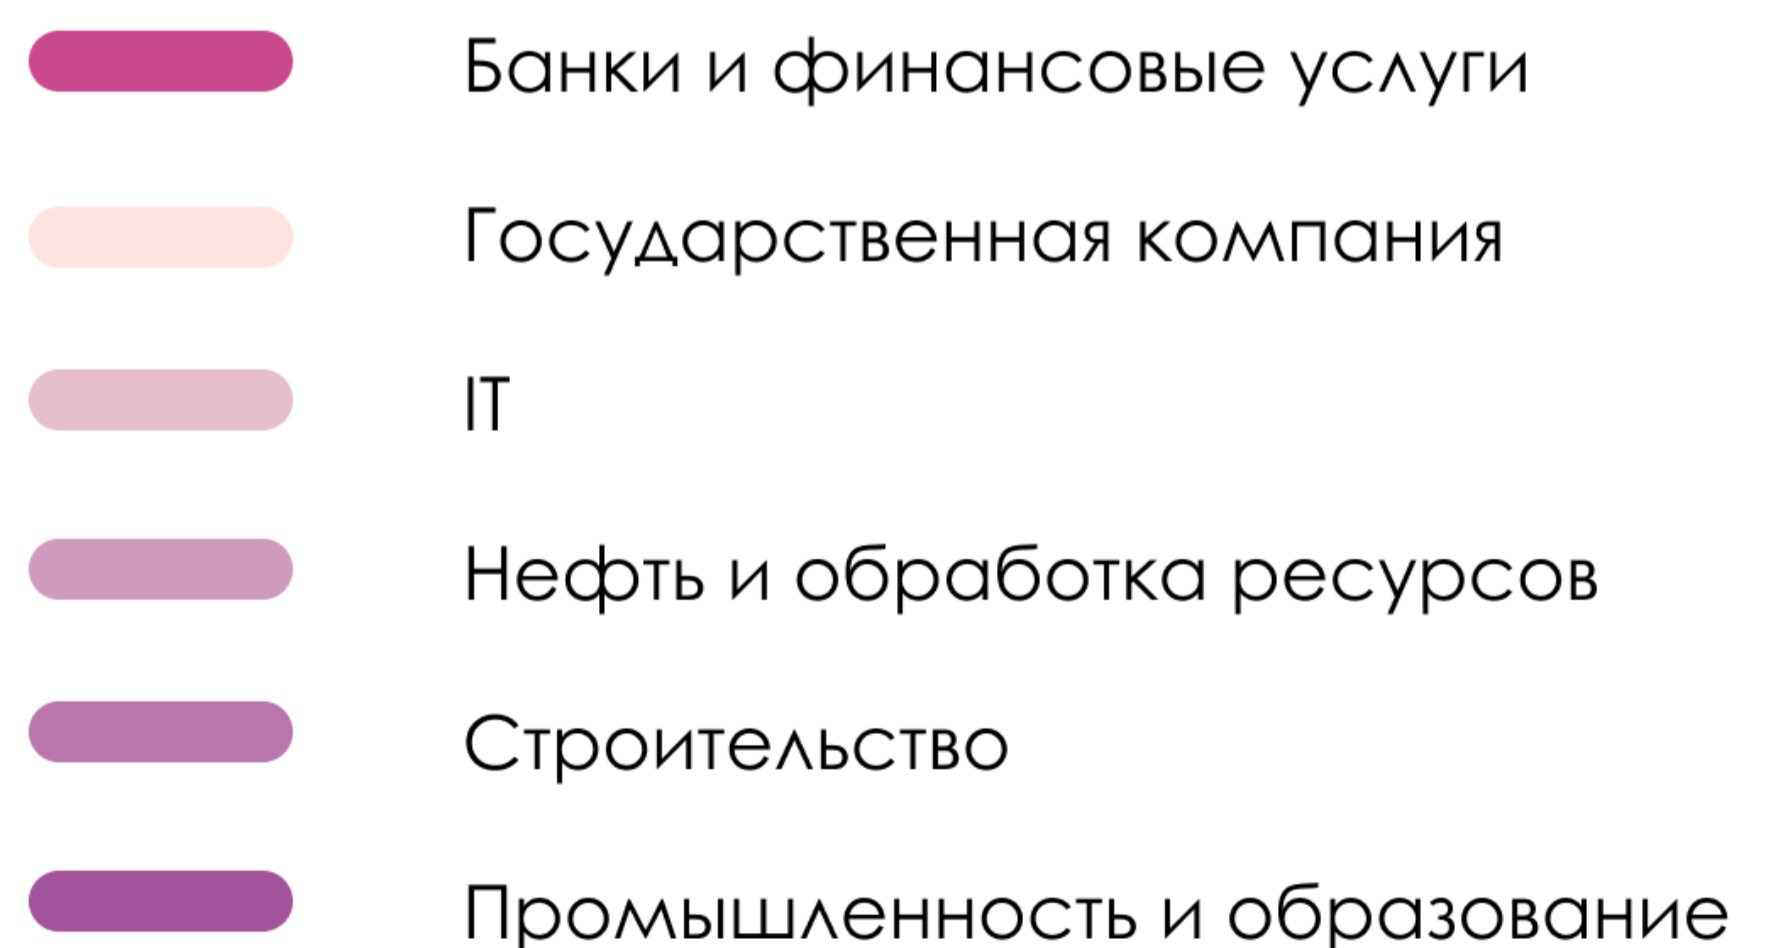 Банки и финансовые услуги
Государственная компания
IT
Нефть и обработка ресурсов
Строительство
Промышленность и образование